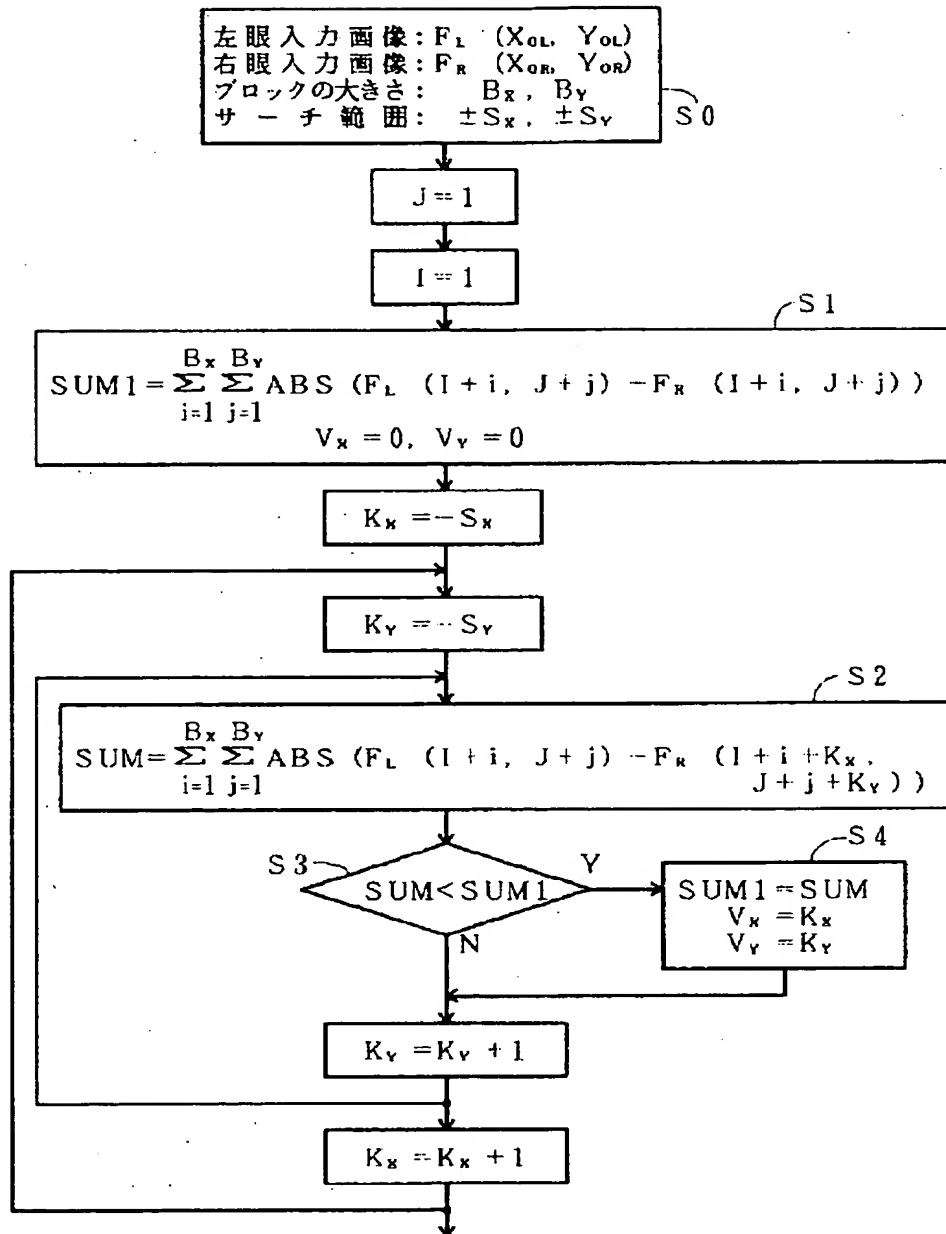 左眼入力画像: F_L (X_OL, Y_OL)
右眼入力画像: F_R (X_OR, Y_OR)
ブロックの大きさ: B_X, B_Y
サーチ範囲: ±S_X, ±S_Y
S0
J=1
I=1
S1
SUM1=Σ_{i=1}^{B_X} Σ_{j=1}^{B_Y} ABS (F_L (I+i, J+j) −F_R (I+i, J+j) )
V_X=0, V_Y=0
K_X=−S_X
K_Y=−S_Y
S2
SUM=Σ_{i=1}^{B_X} Σ_{j=1}^{B_Y} ABS (F_L (I+i, J+j) −F_R (I+i+K_X,
J+j+K_Y) )
S3
SUM<SUM1
Y
N
S4
SUM1=SUM
V_X=K_X
V_Y=K_Y
K_Y=K_Y+1
K_X=K_X+1